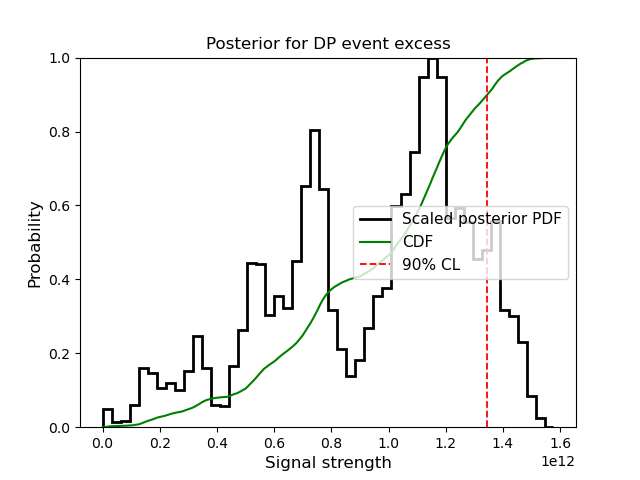 Posterior for DP event excess
1.0
0.8
0.6
0.4
0.2
0.0
Probability
Scaled posterior PDF
CDF
90% CL
0.0 0.2 0.4 0.6 0.8 1.0 1.2 1.4 1.6
1e12
Signal strength